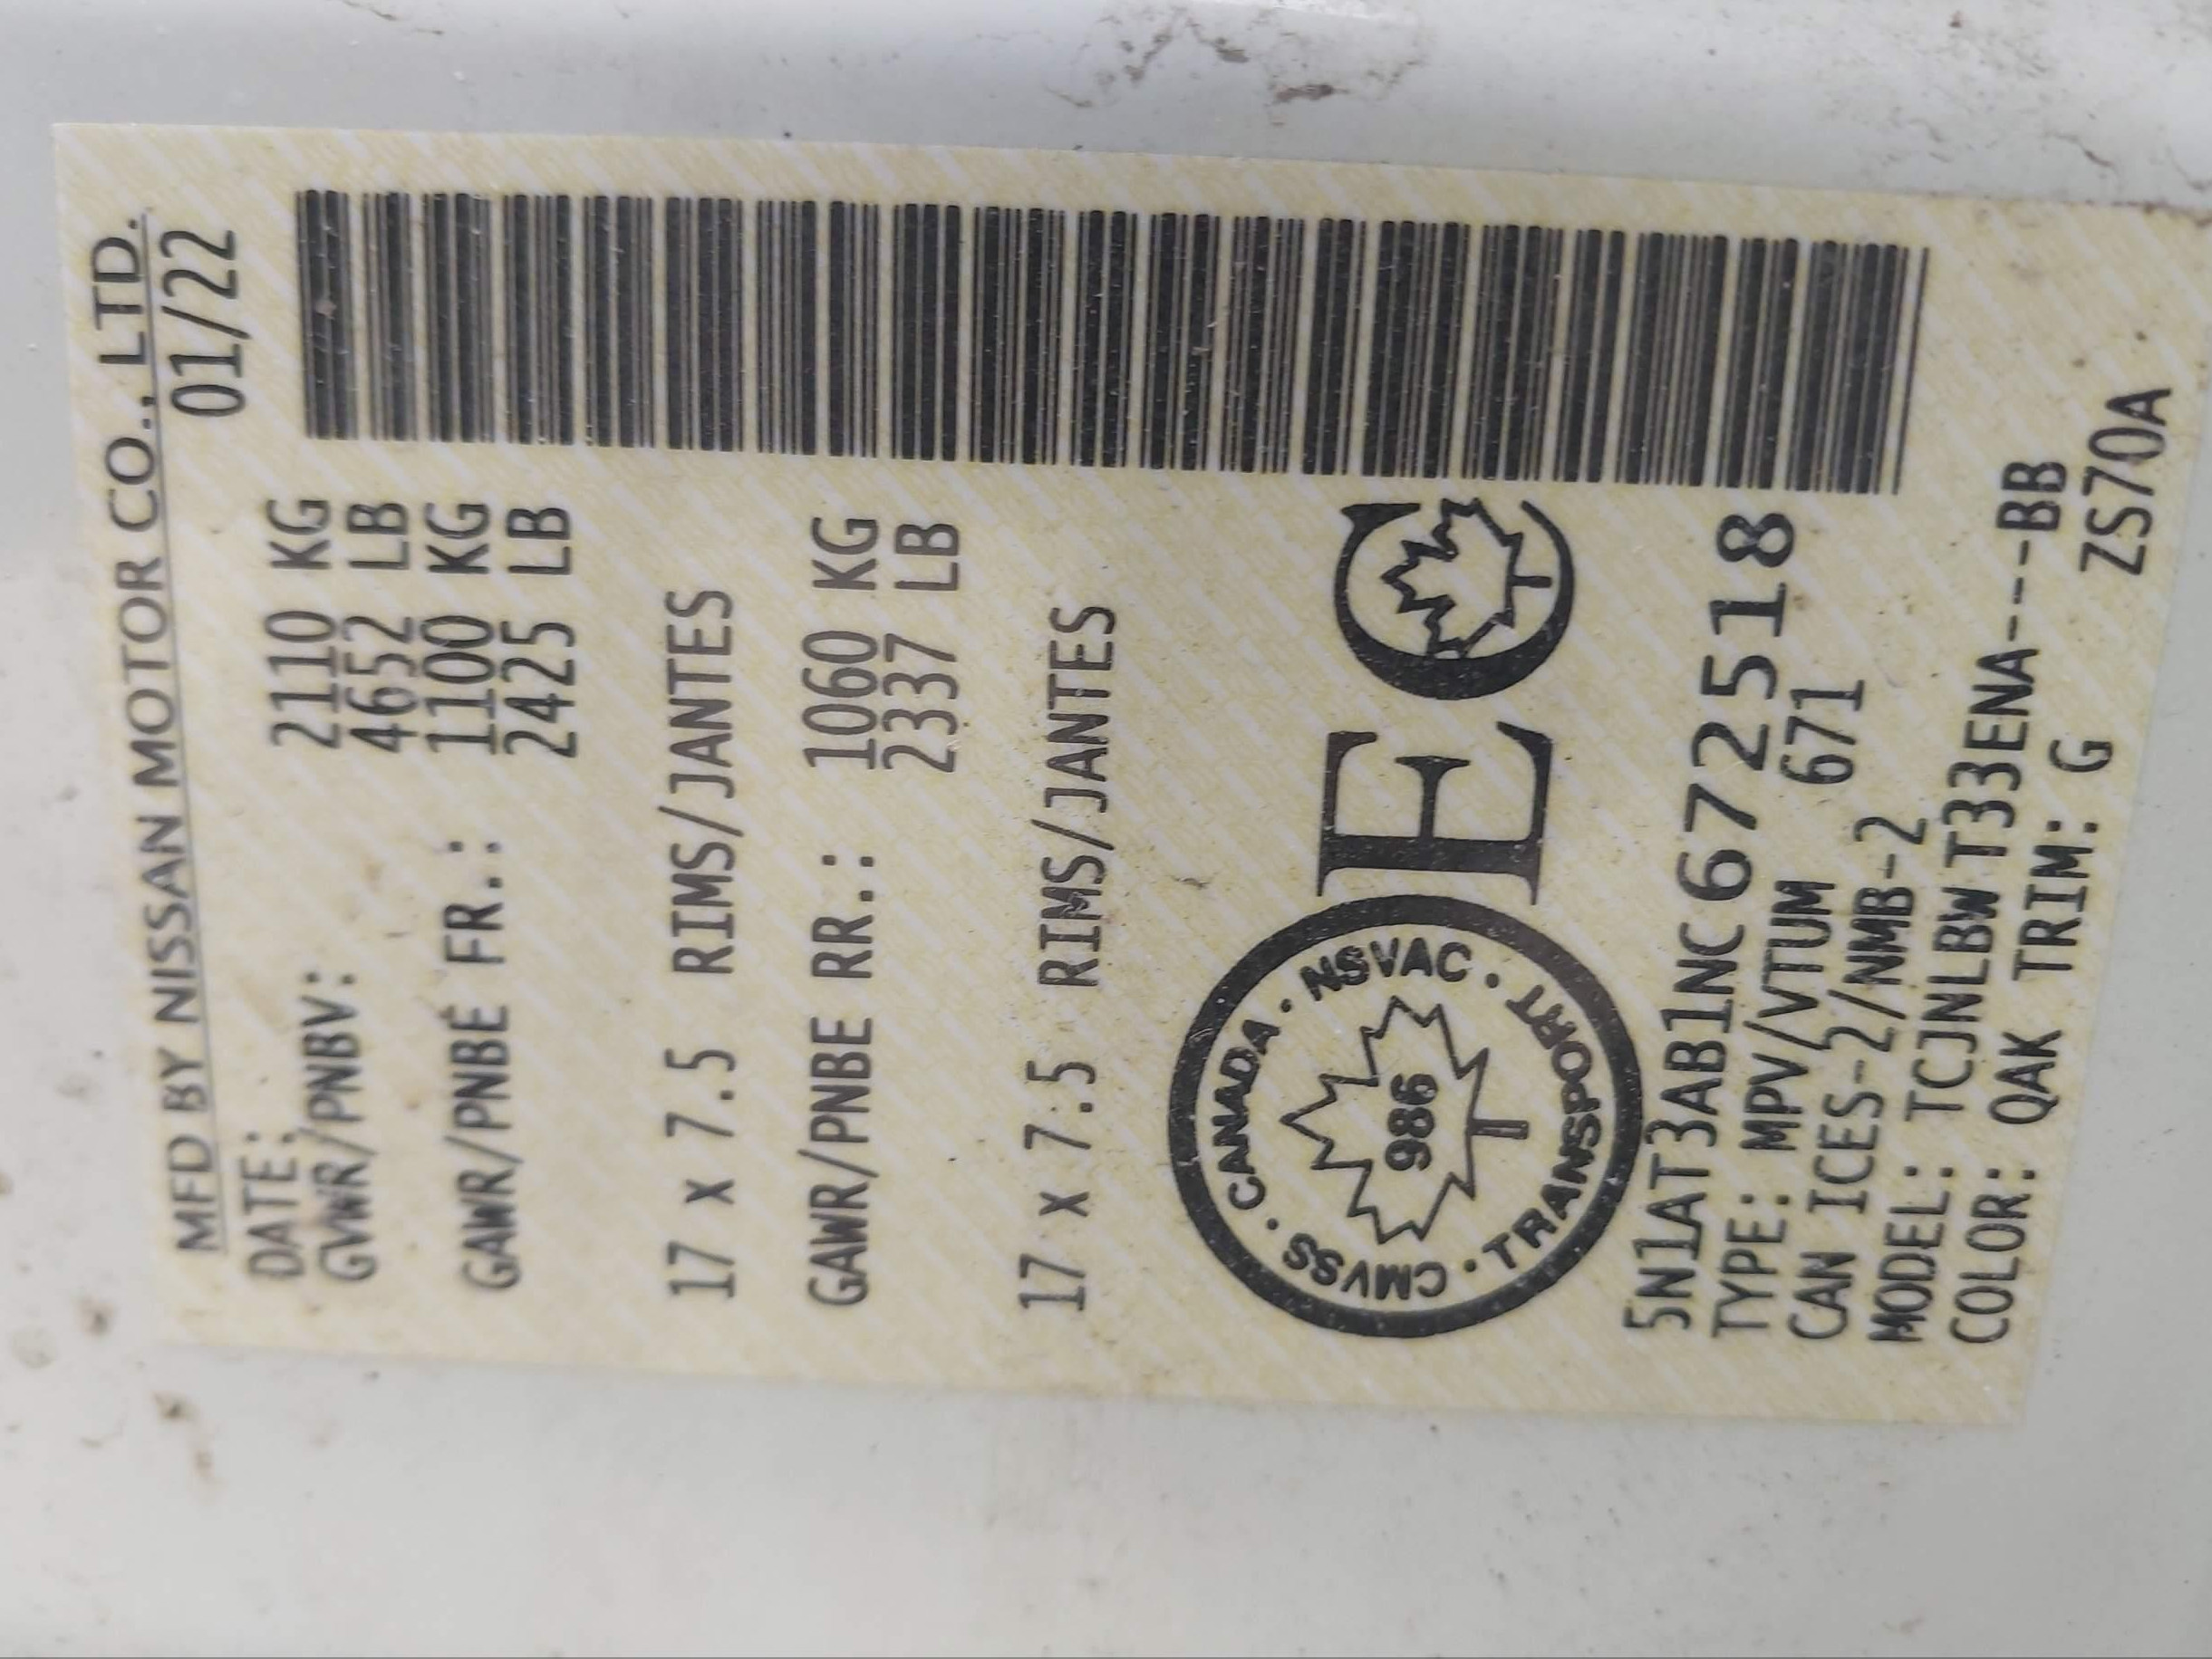 MFD BY NISSAN MOTOR CO., LTD.
DATE: 01/22
GVWR/PNBV: 2110 KG
4652 LB
GAWR/PNBE FR.: 1100 KG
2425 LB
17 x 7.5 RIMS/JANTES
GAWR/PNBE RR.: 1060 KG
2337 LB
17 x 7.5 RIMS/JANTES
CMVSS · CANADA · NSVAC · TRANSPORT · TRANSPORT
986
EC
5N1AT3AB1NC672518
TYPE: MPV/VTUM 671
CAN ICES-2/NMB-2
MODEL: TCJNLBWT33ENA---BB
COLOR: QAK TRIM: G ZS70A